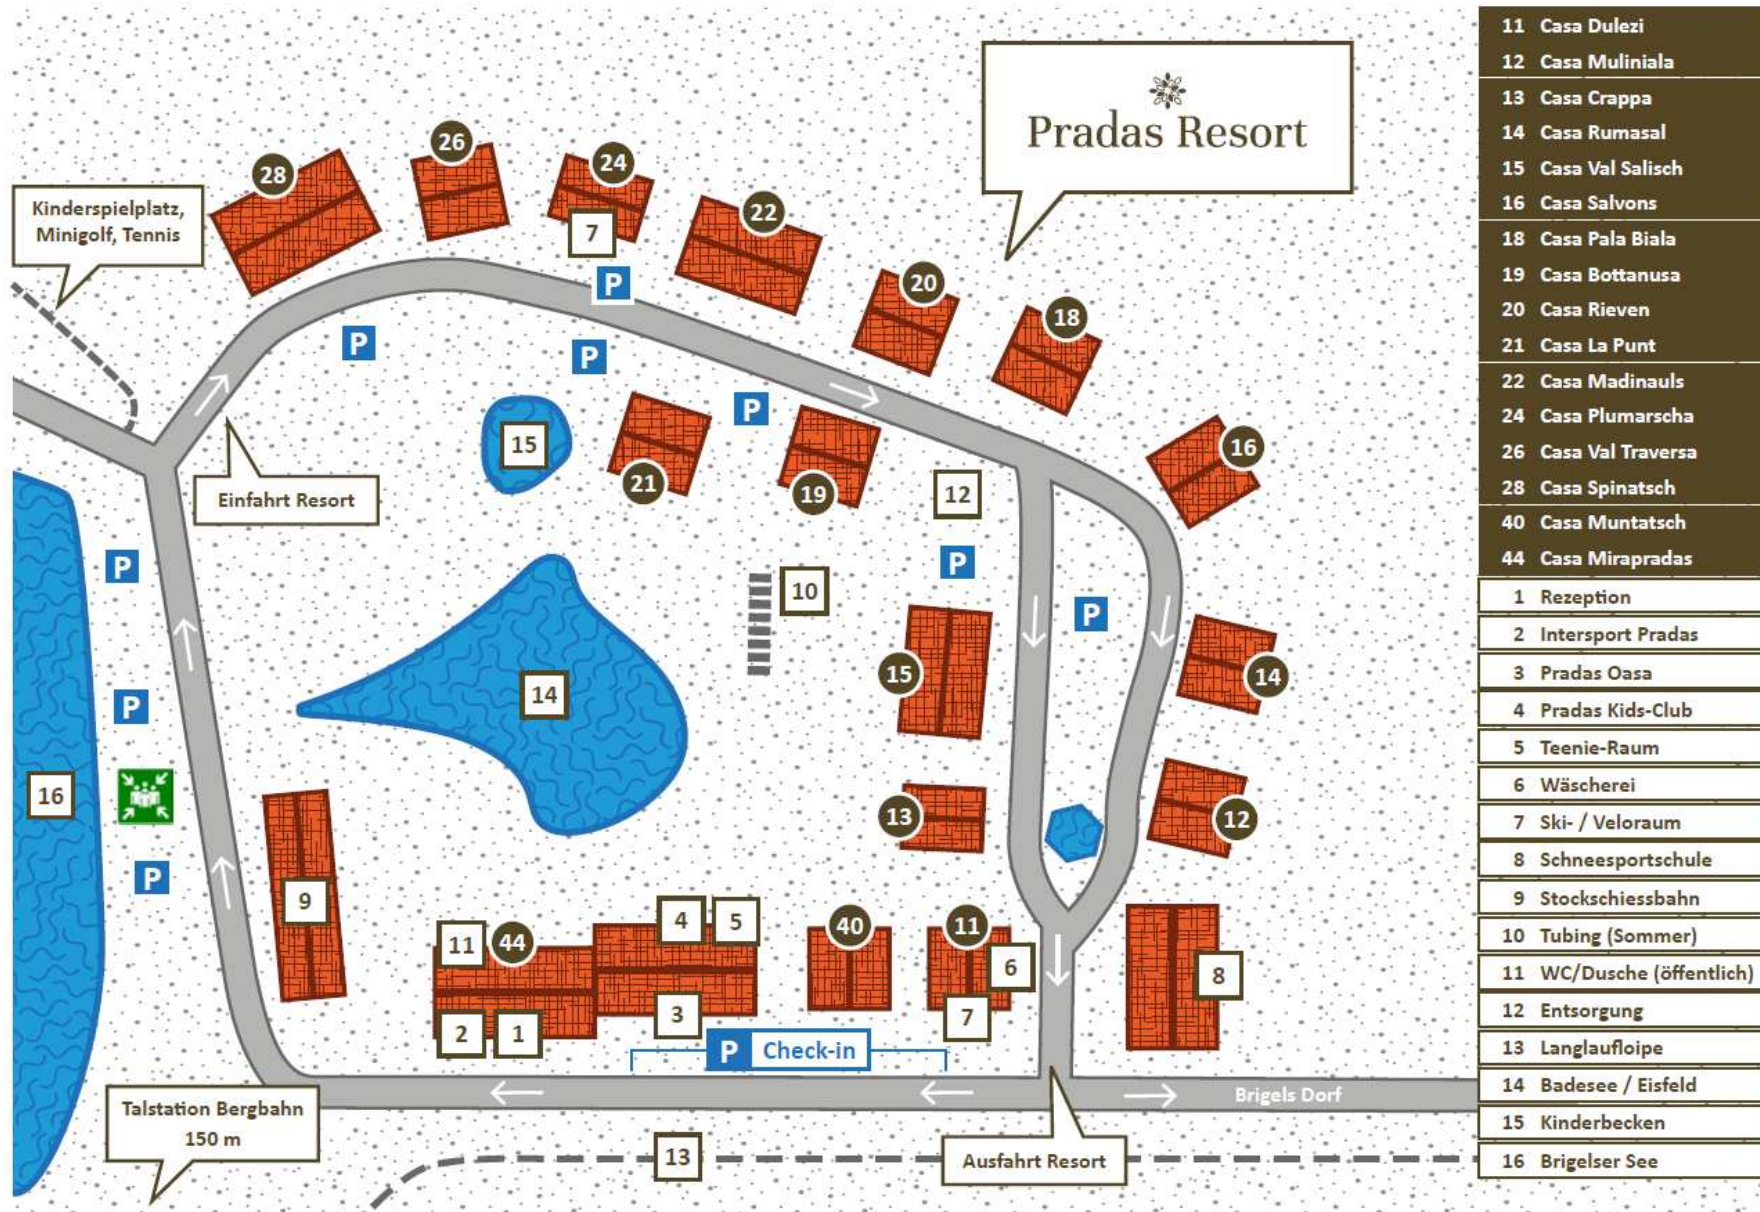 Pradas Resort
28
26
24
7
22
20
18
16
Kinderspielplatz,
Minigolf, Tennis
P
P
P
P
15
21
19
12
Einfahrt Resort
P
P
P
10
14
15
14
P
16
13
12
P
9
11
44
4
5
40
11
6
8
2
1
3
7
P Check-in
Talstation Bergbahn
150 m
Brigels Dorf
13
Ausfahrt Resort
11 Casa Dulezi
12 Casa Muliniala
13 Casa Crappa
14 Casa Rumasal
15 Casa Val Salisch
16 Casa Salvons
18 Casa Pala Biala
19 Casa Bottanusa
20 Casa Rieven
21 Casa La Punt
22 Casa Madinauls
24 Casa Plumarscha
26 Casa Val Traversa
28 Casa Spinatsch
40 Casa Muntatsch
44 Casa Mirapradas
1 Rezeption
2 Intersport Pradas
3 Pradas Oasa
4 Pradas Kids-Club
5 Teenie-Raum
6 Wäscherei
7 Ski- / Veloraum
8 Schneesportschule
9 Stockschiessbahn
10 Tubing (Sommer)
11 WC/Dusche (öffentlich)
12 Entsorgung
13 Langlaufloipe
14 Badesee / Eisfeld
15 Kinderbecken
16 Brigelser See